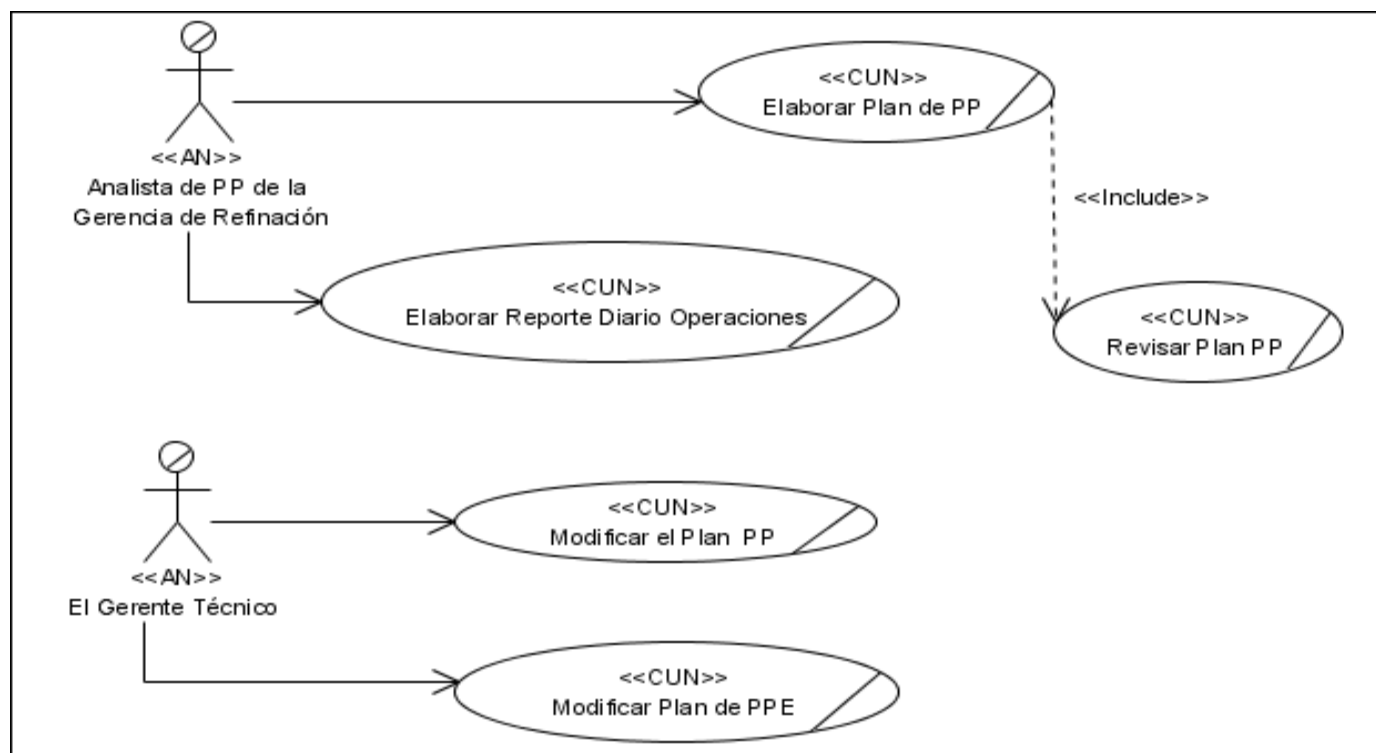 <<CUN>>
Elaborar Plan de PP
<<AN>>
Analista de PP de la
Gerencia de Refinación
<<Include>>
<<CUN>>
Elaborar Reporte Diario Operaciones
<<CUN>>
Revisar Plan PP
<<CUN>>
Modificar el Plan PP
<<AN>>
El Gerente Técnico
<<CUN>>
Modificar Plan de PPE